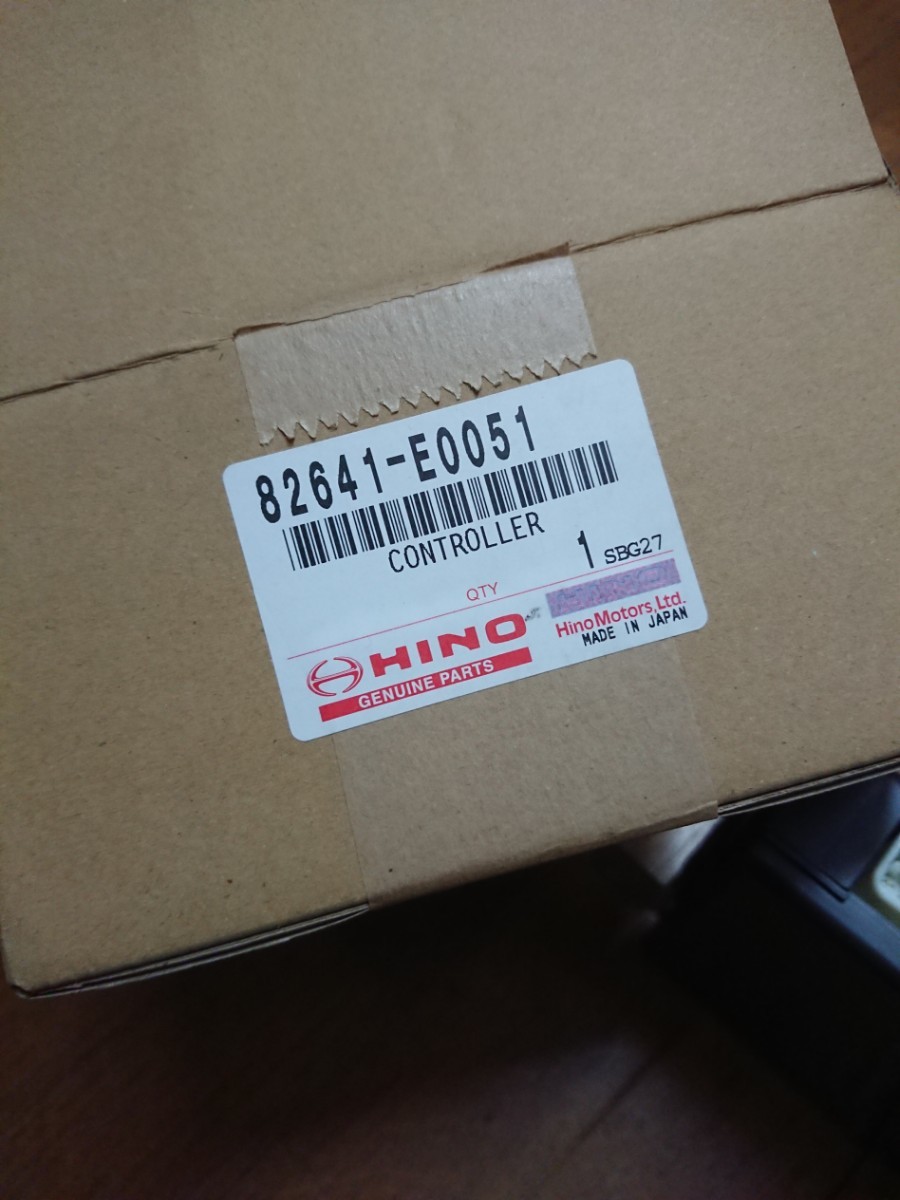 82641-E0051
CONTROLLER
QTY
1 SBG27
HINO
GENUINE PARTS
Hino Motors, Ltd.
MADE IN JAPAN